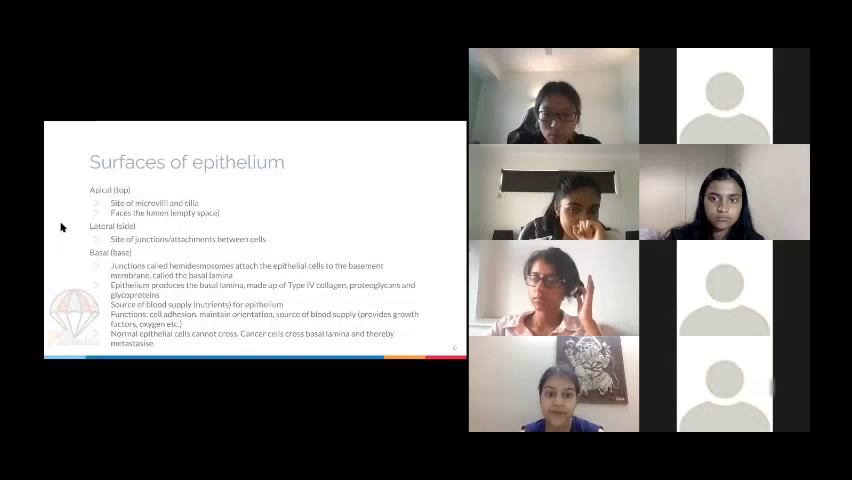 Surfaces of epithelium
Apical (top)
Site of microvilli and cilia
Faces the lumen (empty space)
Lateral (side)
Site of junctions/attachments between cells
Basal (base)
Junctions called hemidesmosomes attach the epithelial cells to the basement
membrane, called the basal lamina
Epithelium produces the basal lamina, made up of Type IV collagen, proteoglycans and
glycoproteins
Source of blood supply (nutrients) for epithelium
Functions: cell adhesion, maintain orientation, source of blood supply (provides growth
factors, oxygen etc.)
Normal epithelial cells cannot cross. Cancer cells cross basal lamina and thereby
metastasise.
6